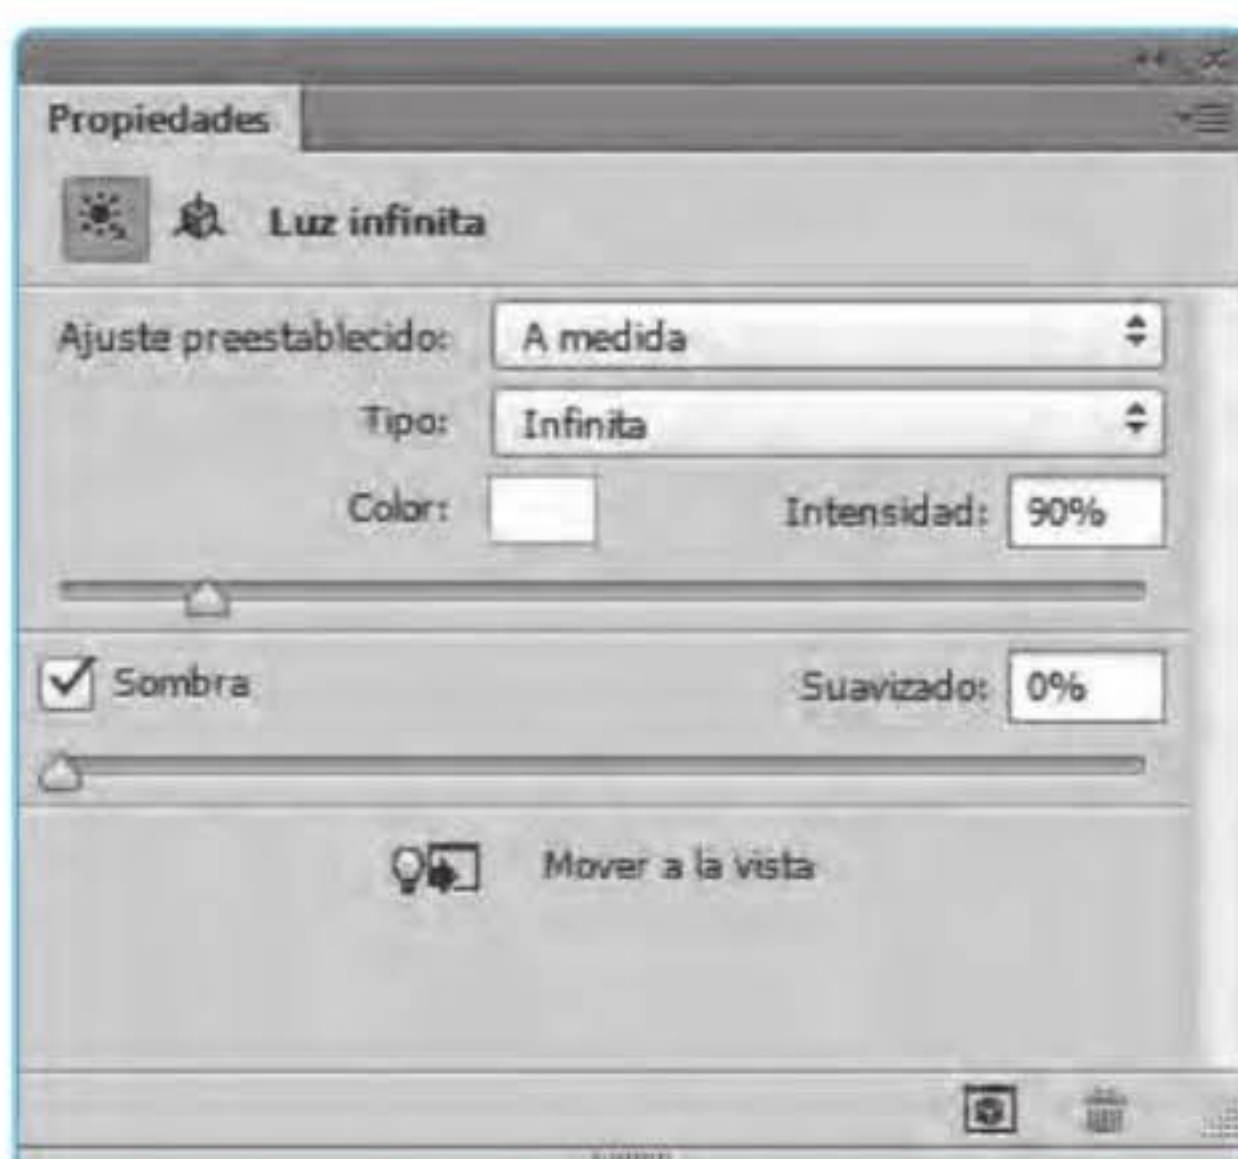 Propiedades
Luz infinita
Ajuste preestablecido: A medida
Tipo: Infinita
Color: Intensidad: 90%
Sombra Suavizado: 0%
Mover a la vista